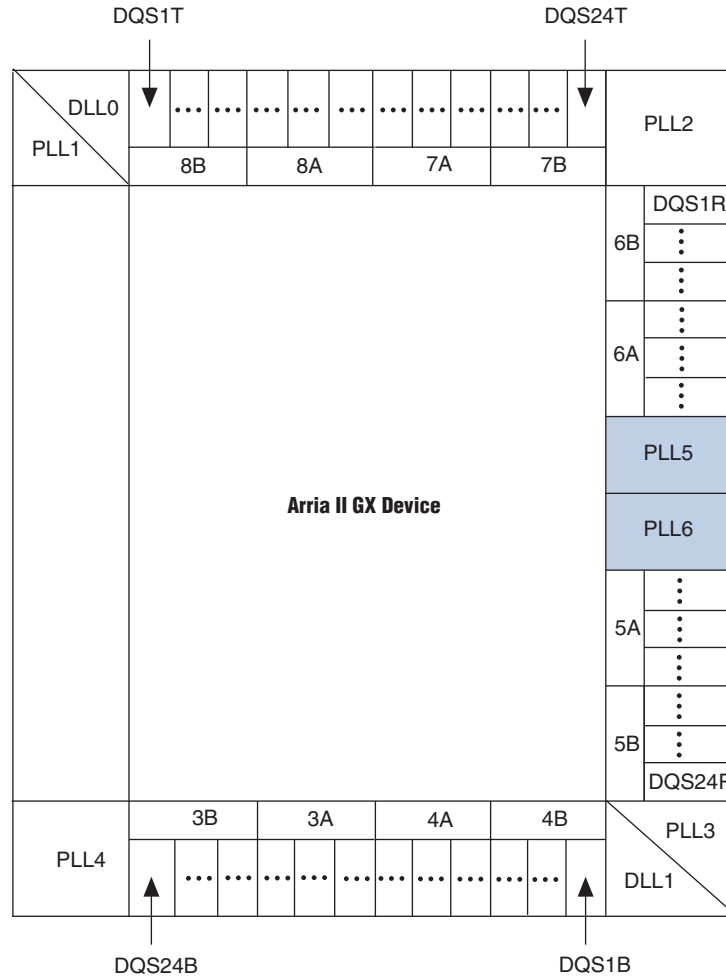 DQS1T DQS24T
DLL0
PLL1
PLL2
8B 8A 7A 7B
DQS1R
6B
6A
PLL5
Arria II GX Device
PLL6
5A
5B
DQS24R
3B 3A 4A 4B
PLL3
PLL4
DLL1
DQS24B DQS1B